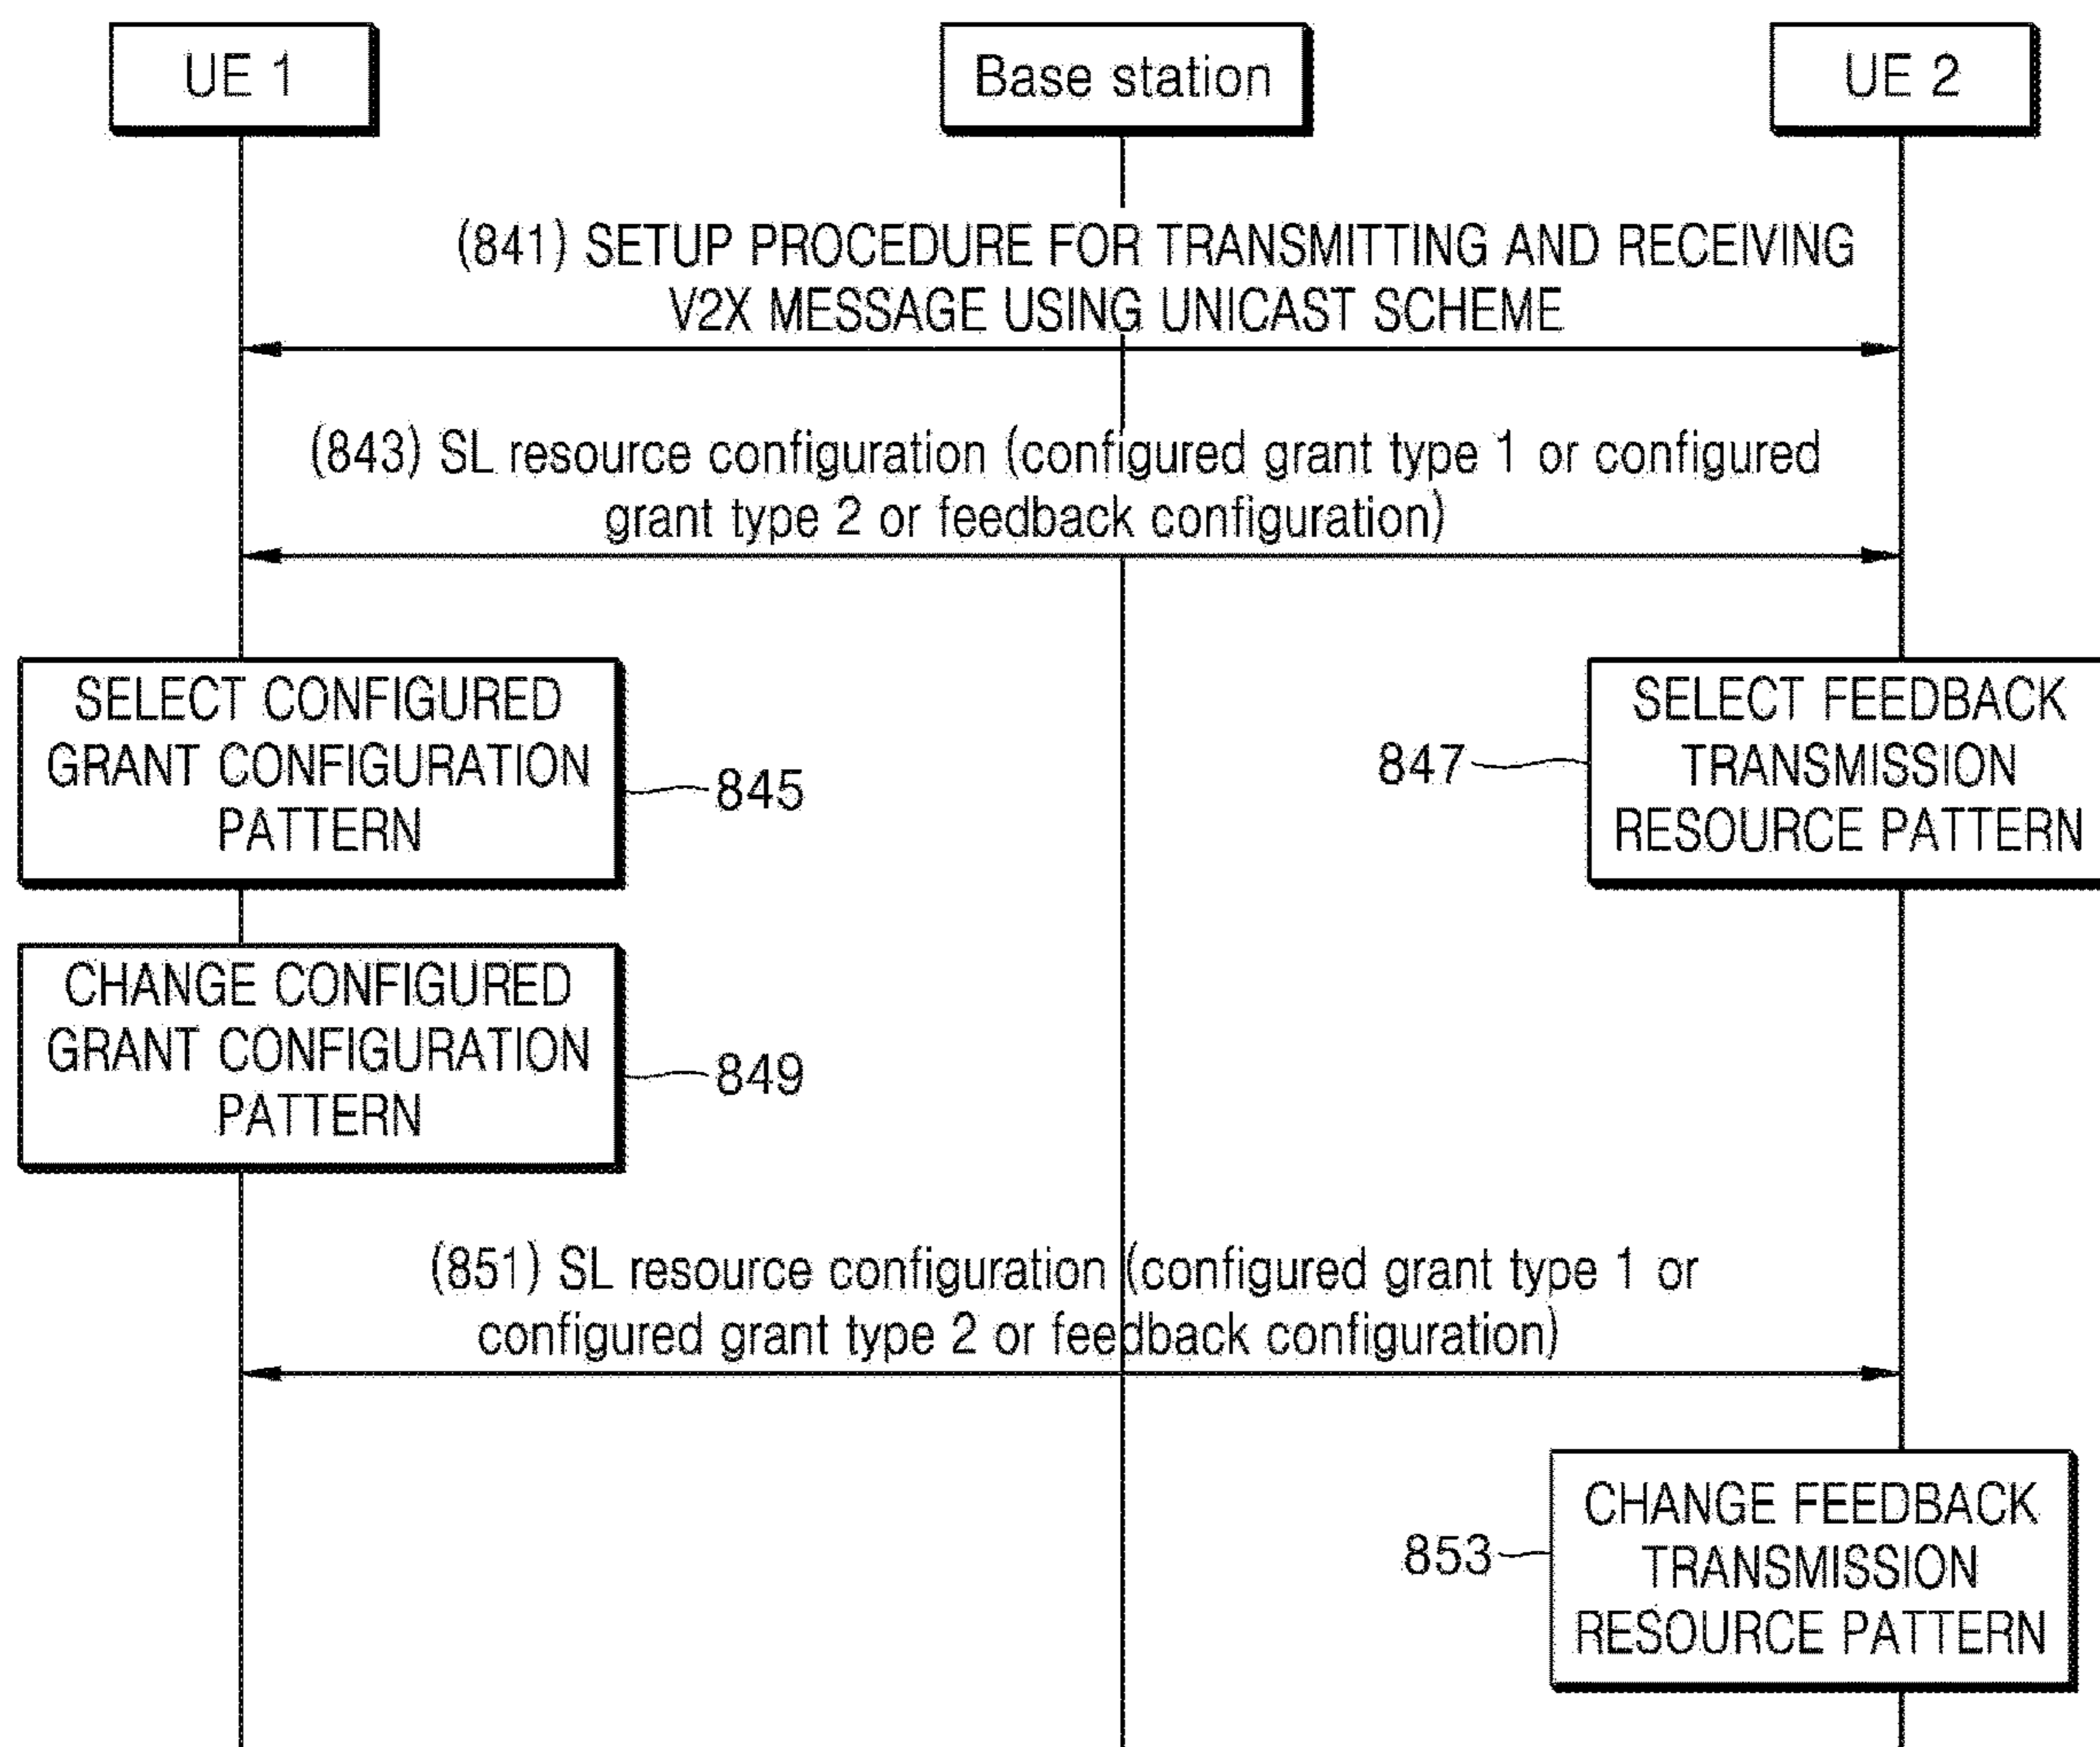 UE 1
Base station
UE 2
(841) SETUP PROCEDURE FOR TRANSMITTING AND RECEIVING
V2X MESSAGE USING UNICAST SCHEME
(843) SL resource configuration (configured grant type 1 or configured
grant type 2 or feedback configuration)
SELECT CONFIGURED
GRANT CONFIGURATION
PATTERN
845
847
SELECT FEEDBACK
TRANSMISSION
RESOURCE PATTERN
CHANGE CONFIGURED
GRANT CONFIGURATION
PATTERN
849
(851) SL resource configuration (configured grant type 1 or
configured grant type 2 or feedback configuration)
853
CHANGE FEEDBACK
TRANSMISSION
RESOURCE PATTERN